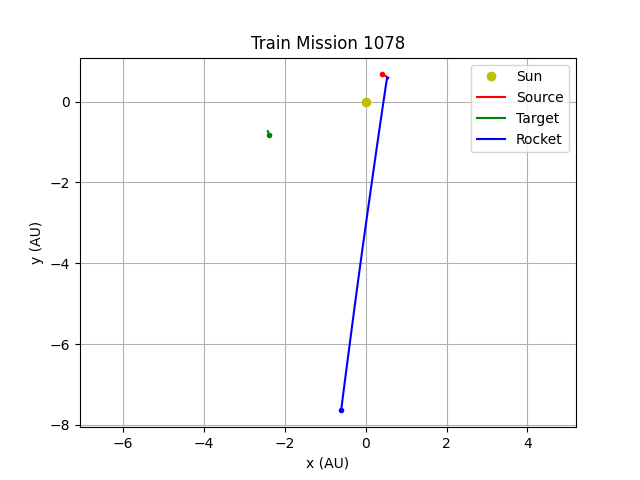 Train Mission 1078
Sun
Source
Target
Rocket
0
−2
−4
−6
−8
y (AU)
−6
−4
−2
0
2
4
x (AU)